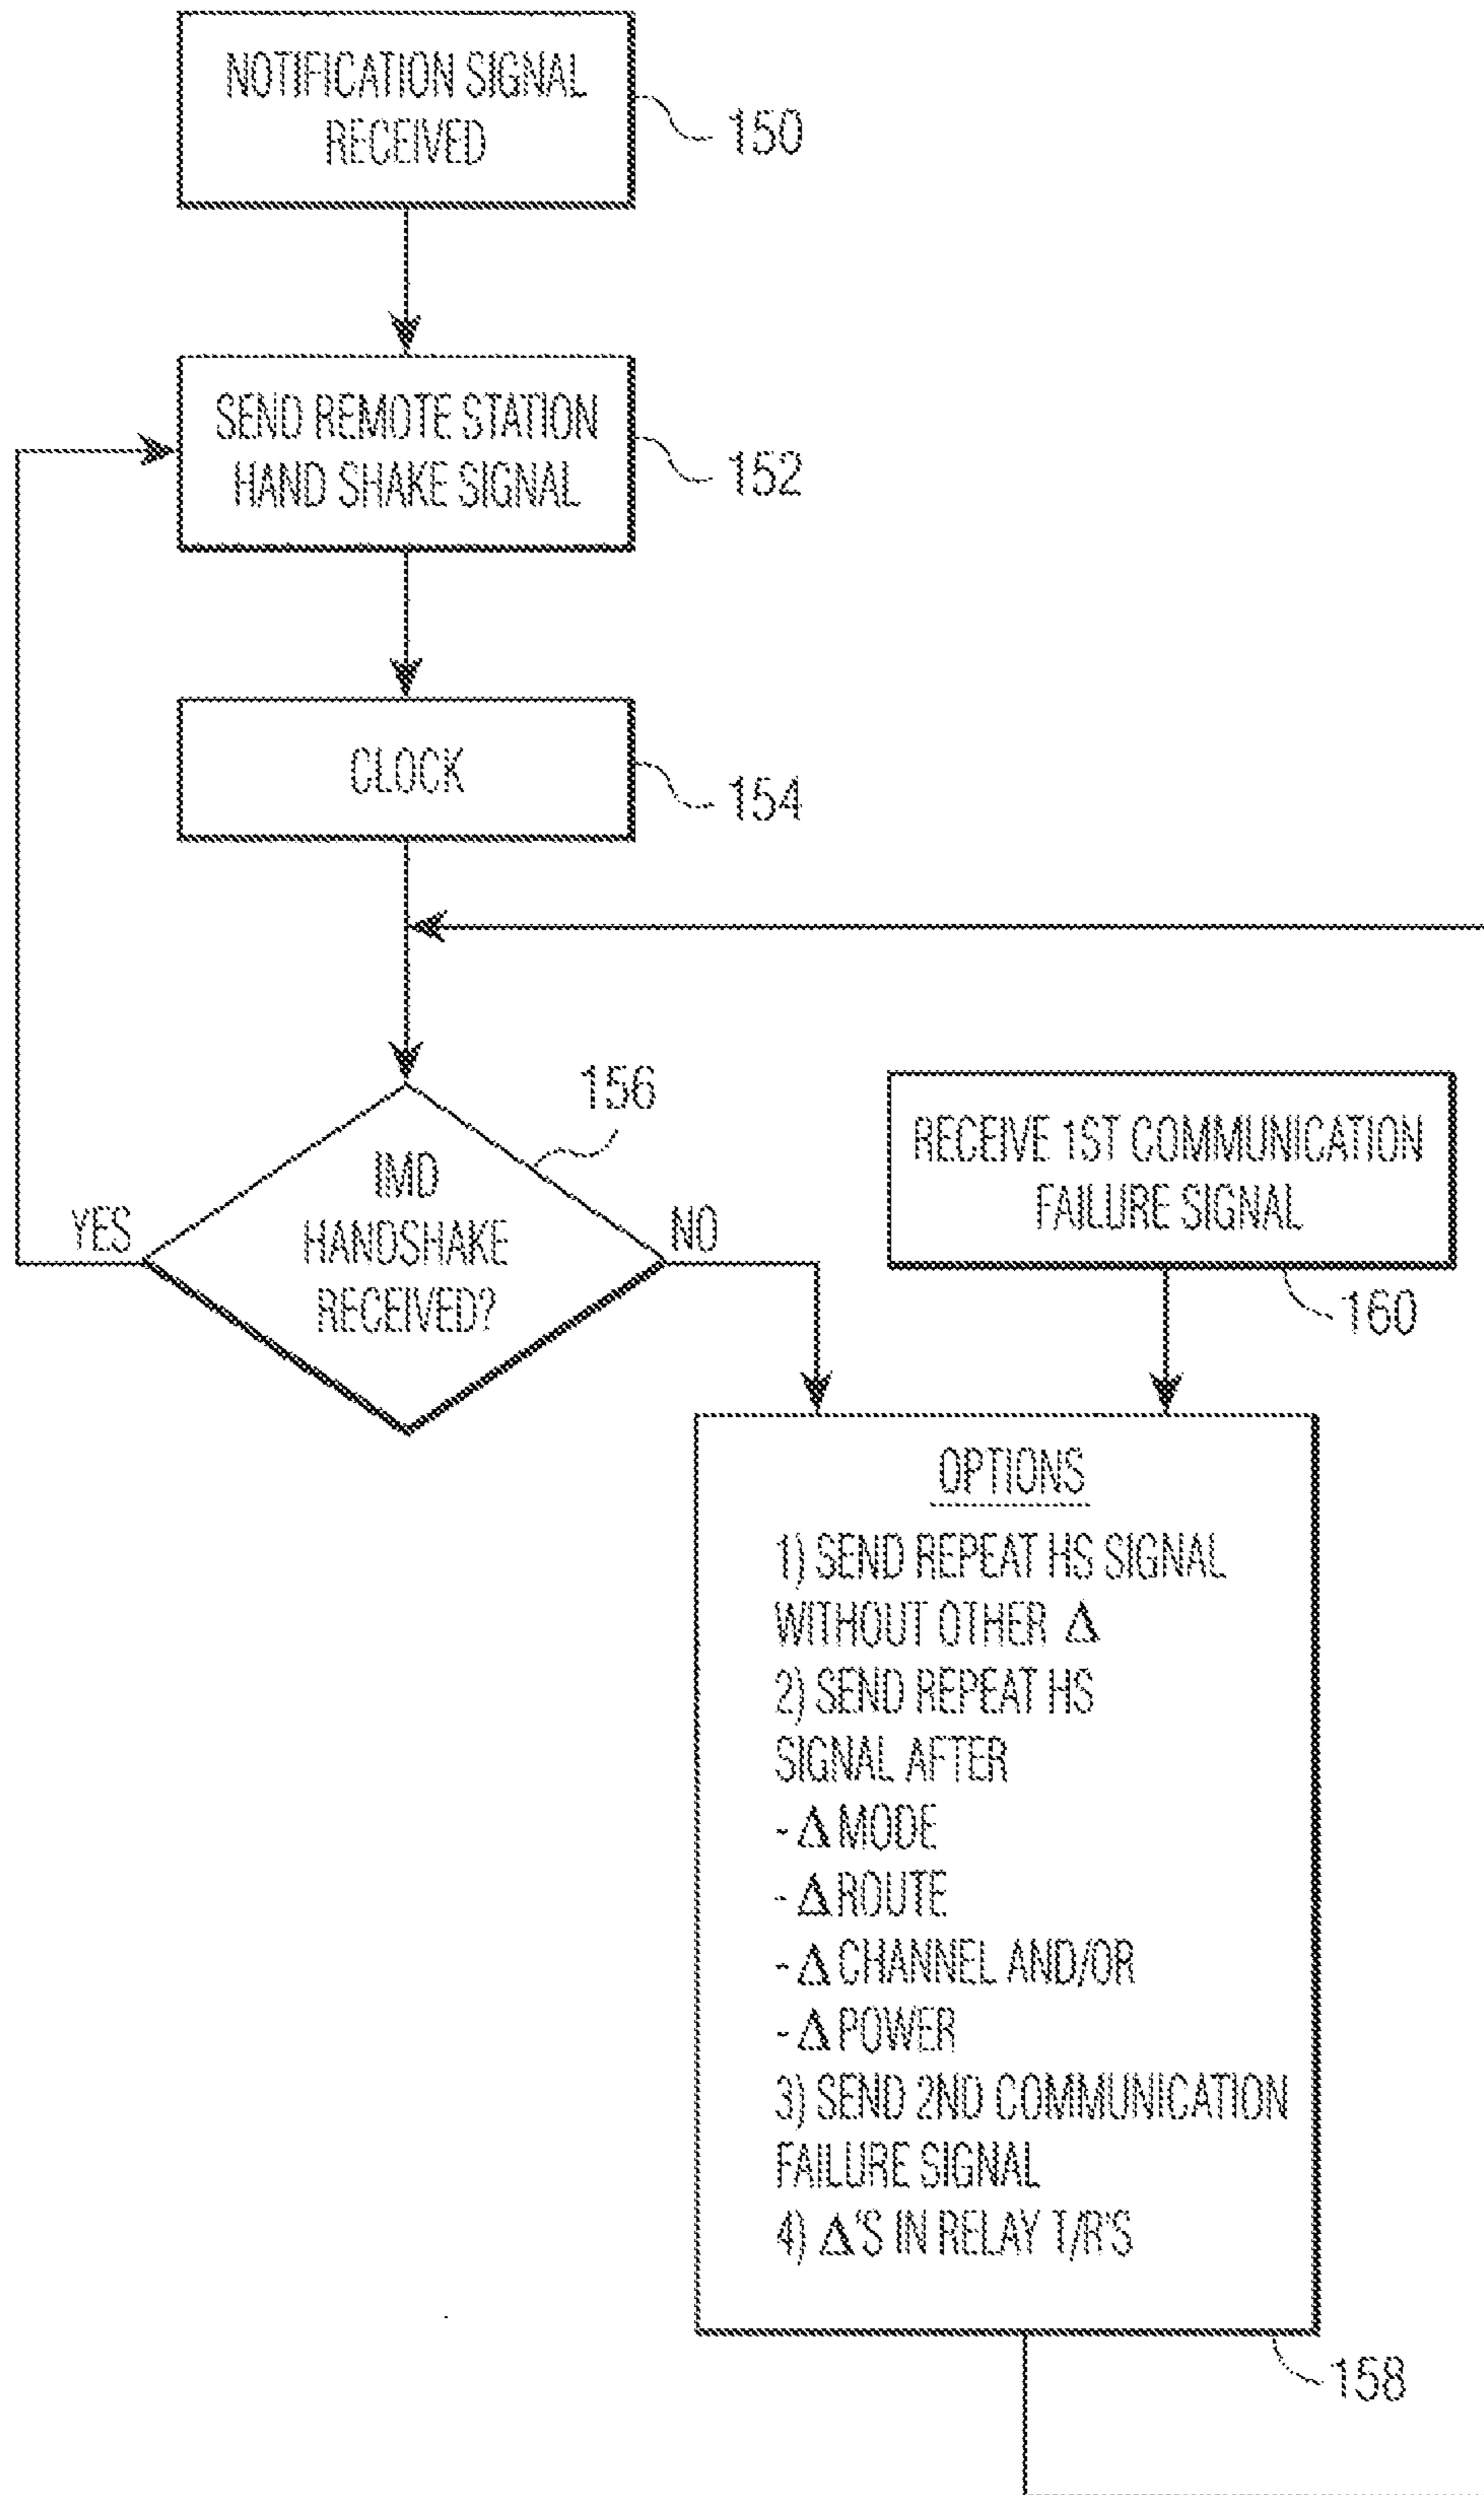 NOTIFICATION SIGNAL
RECEIVED
150
SEND REMOTE STATION
HAND SHAKE SIGNAL
152
CLOCK
154
156
IMD
HANDSHAKE
RECEIVED?
YES
NO
RECEIVE 1ST COMMUNICATION
FAILURE SIGNAL
160
OPTIONS
1) SEND REPEAT HS SIGNAL
WITHOUT OTHER Δ
2) SEND REPEAT HS
SIGNAL AFTER
- Δ MODE
- Δ ROUTE
- Δ CHANNEL AND/OR
- Δ POWER
3) SEND 2ND COMMUNICATION
FAILURE SIGNAL
4) Δ'S IN RELAY T/R'S
158